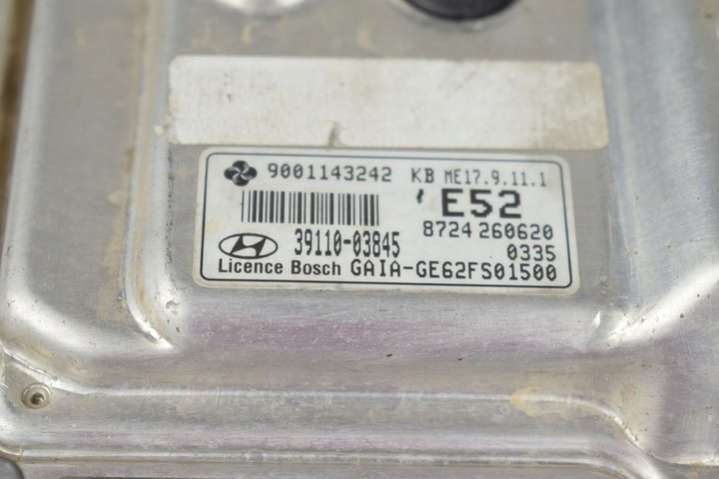 9001143242 KB ME17.9.11.1
'E52
8724 260620
39110-03845 0335
Licence Bosch GAIA-GE62FS01500